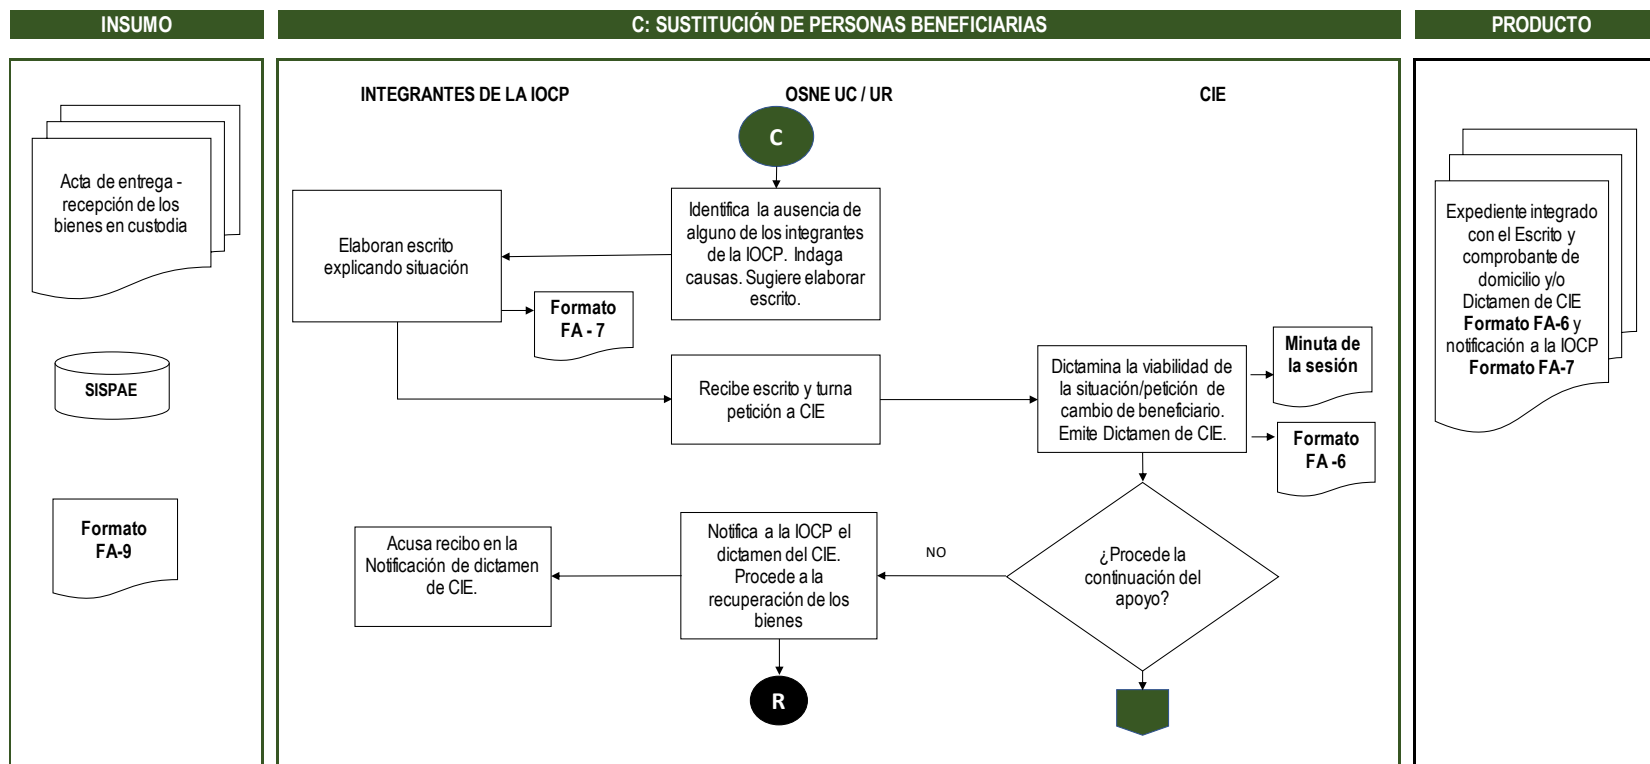 INSUMO
C: SUSTITUCIÓN DE PERSONAS BENEFICIARIAS
PRODUCTO
INTEGRANTES DE LA IOCP
OSNE UC / UR
CIE
C
Acta de entrega -
recepción de los
bienes en custodia
SISPAE
Formato
FA-9
Identifica la ausencia de
alguno de los integrantes
de la IOCP. Indaga
causas. Sugiere elaborar
escrito.
Elaboran escrito
explicando situación
Formato
FA - 7
Recibe escrito y turna
petición a CIE
Dictamina la viabilidad de
la situación/petición de
cambio de beneficiario.
Emite Dictamen de CIE.
Minuta de
la sesión
Formato
FA -6
¿Procede la
continuación del
apoyo?
NO
Notifica a la IOCP el
dictamen del CIE.
Procede a la
recuperación de los
bienes
Acusa recibo en la
Notificación de dictamen
de CIE.
R
Expediente integrado
con el Escrito y
comprobante de
domicilio y/o
Dictamen de CIE
Formato FA-6 y
notificación a la IOCP
Formato FA-7